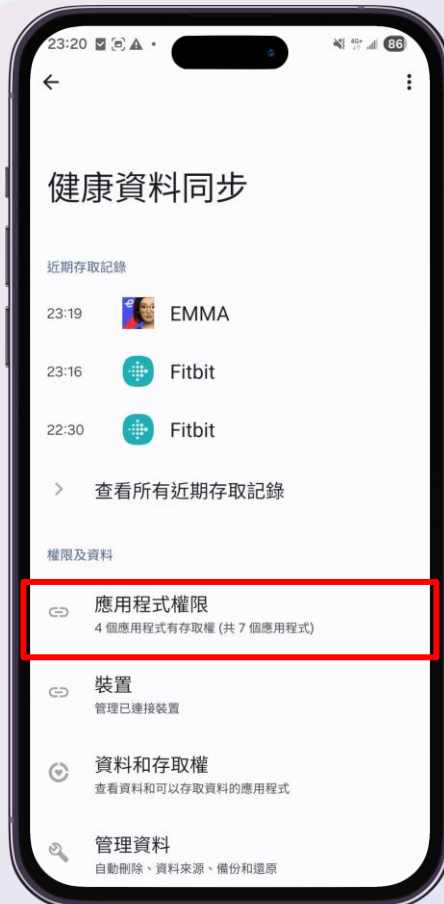 23:20
40+
86
健康資料同步
近期存取記錄
23:19 EMMA
23:16 Fitbit
22:30 Fitbit
查看所有近期存取記錄
權限及資料
應用程式權限
4 個應用程式有存取權 (共 7 個應用程式)
裝置
管理已連接裝置
資料和存取權
查看資料和可以存取資料的應用程式
管理資料
自動刪除、資料來源、備份和還原